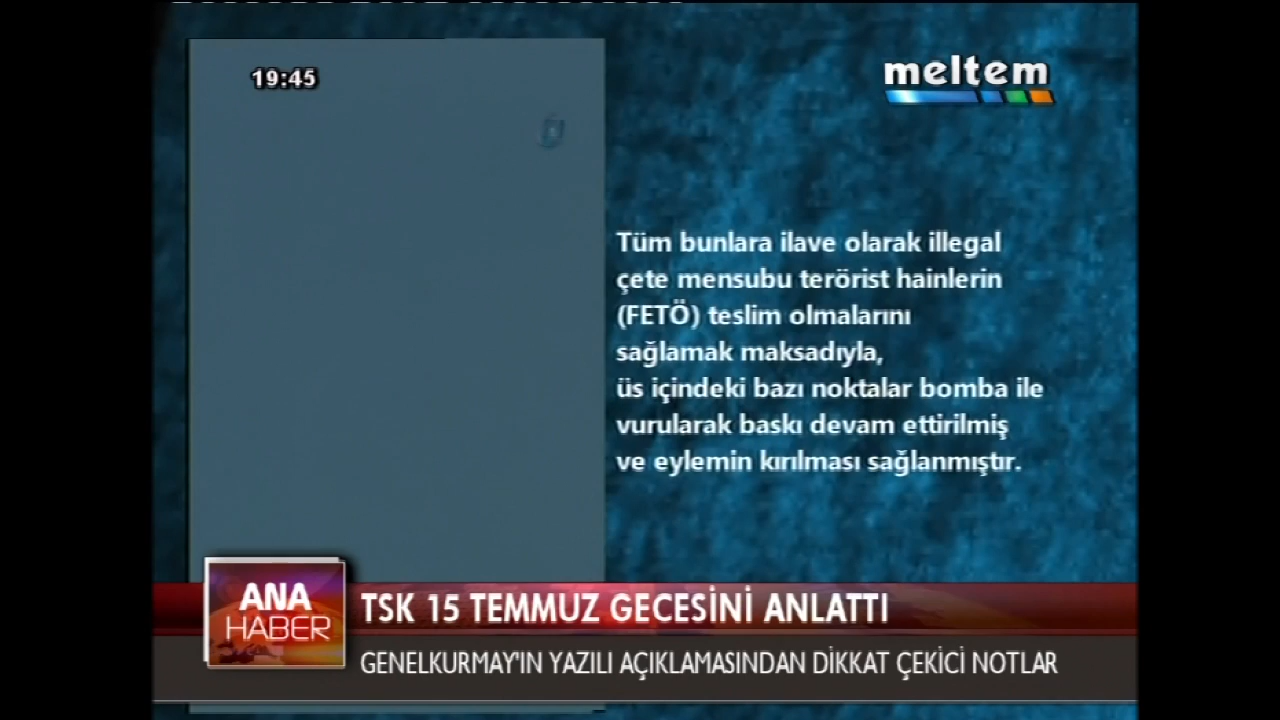 19:45
meltem
Tüm bunlara ilave olarak illegal
çete mensubu terörist hainlerin
(FETÖ) teslim olmalarını
sağlamak maksadıyla,
üs içindeki bazı noktalar bomba ile
vurularak baskı devam ettirilmiş
ve eylemin kırılması sağlanmıştır.
ANA
HABER
TSK 15 TEMMUZ GECESİNİ ANLATTI
GENELKURMAY'IN YAZILI AÇIKLAMASINDAN DİKKAT ÇEKİCİ NOTLAR